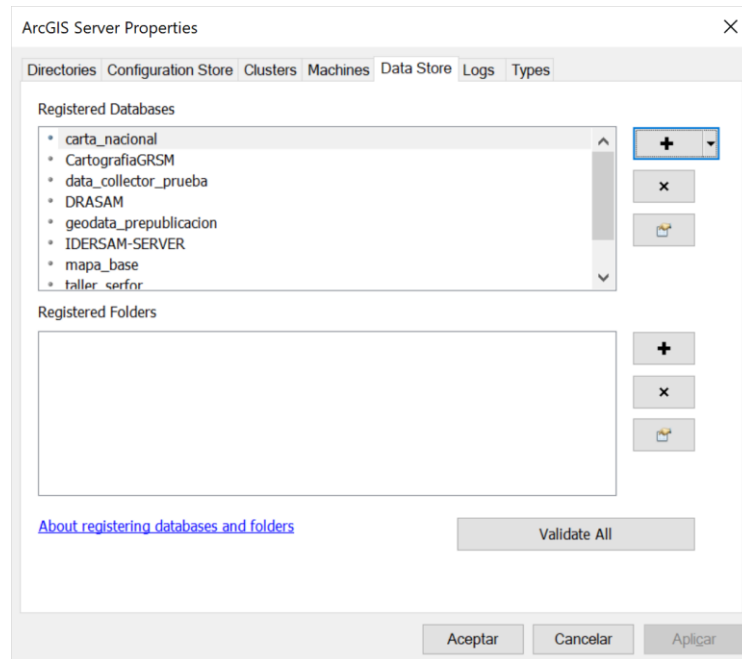 ArcGIS Server Properties
Directories Configuration Store Clusters Machines Data Store Logs Types
Registered Databases
carta_nacional
CartografiaGRSM
data_collector_prueba
DRASAM
geodata_prepublicacion
IDERSAM-SERVER
mapa_base
taller_serfor
Registered Folders
About registering databases and folders
Validate All
Aceptar Cancelar Aplicar